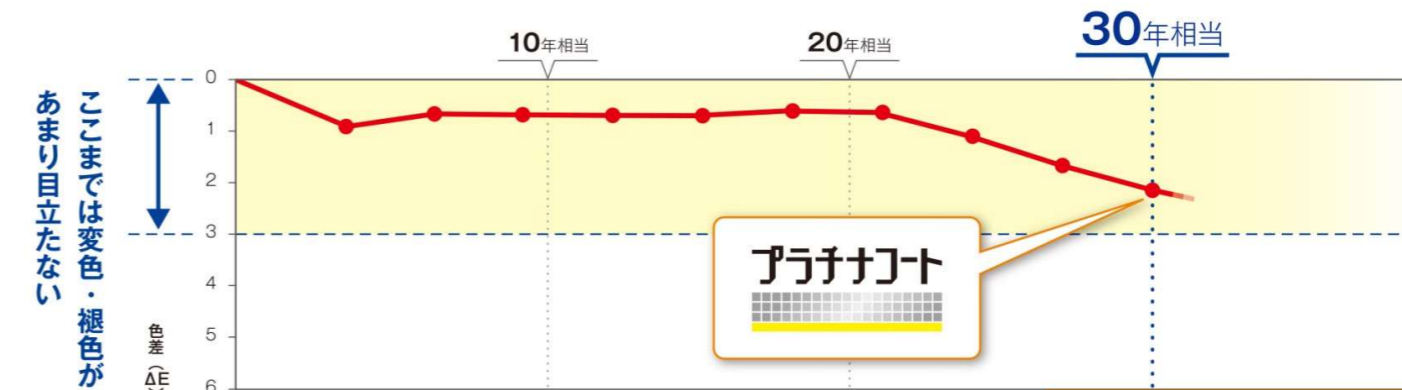 10年相当
20年相当
30年相当
ここまでは変色・褪色が
あまり目立たない
0
1
2
3
4
5
6
色差（ΔE
プラチナコート